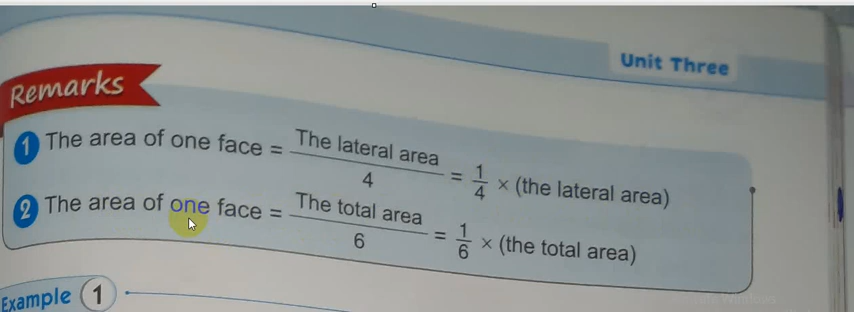 Unit Three
Remarks
1 The area of one face = The lateral area / 4 = 1/4 × (the lateral area)
2 The area of one face = The total area / 6 = 1/6 × (the total area)
Example 1